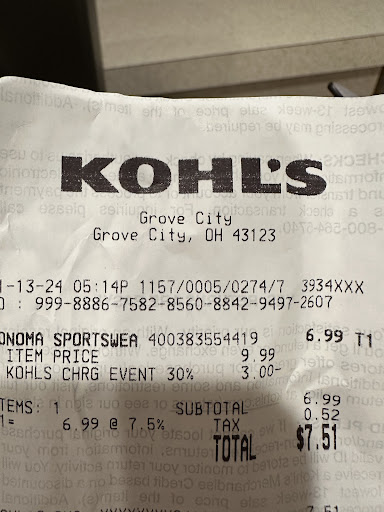 KOHL'S
Grove City
Grove City, OH 43123
-13-24 05:14P 1157/0005/0274/7 3934XXX
: 999-8886-7582-8560-8842-9497-2607
ONOMA SPORTSWEA 400383554419 6.99 T1
ITEM PRICE 9.99
KOHLS CHRG EVENT 30% 3.00-
TEMS: 1 SUBTOTAL 6.99
1= 6.99 @ 7.5% TAX 0.52
TOTAL $7.51